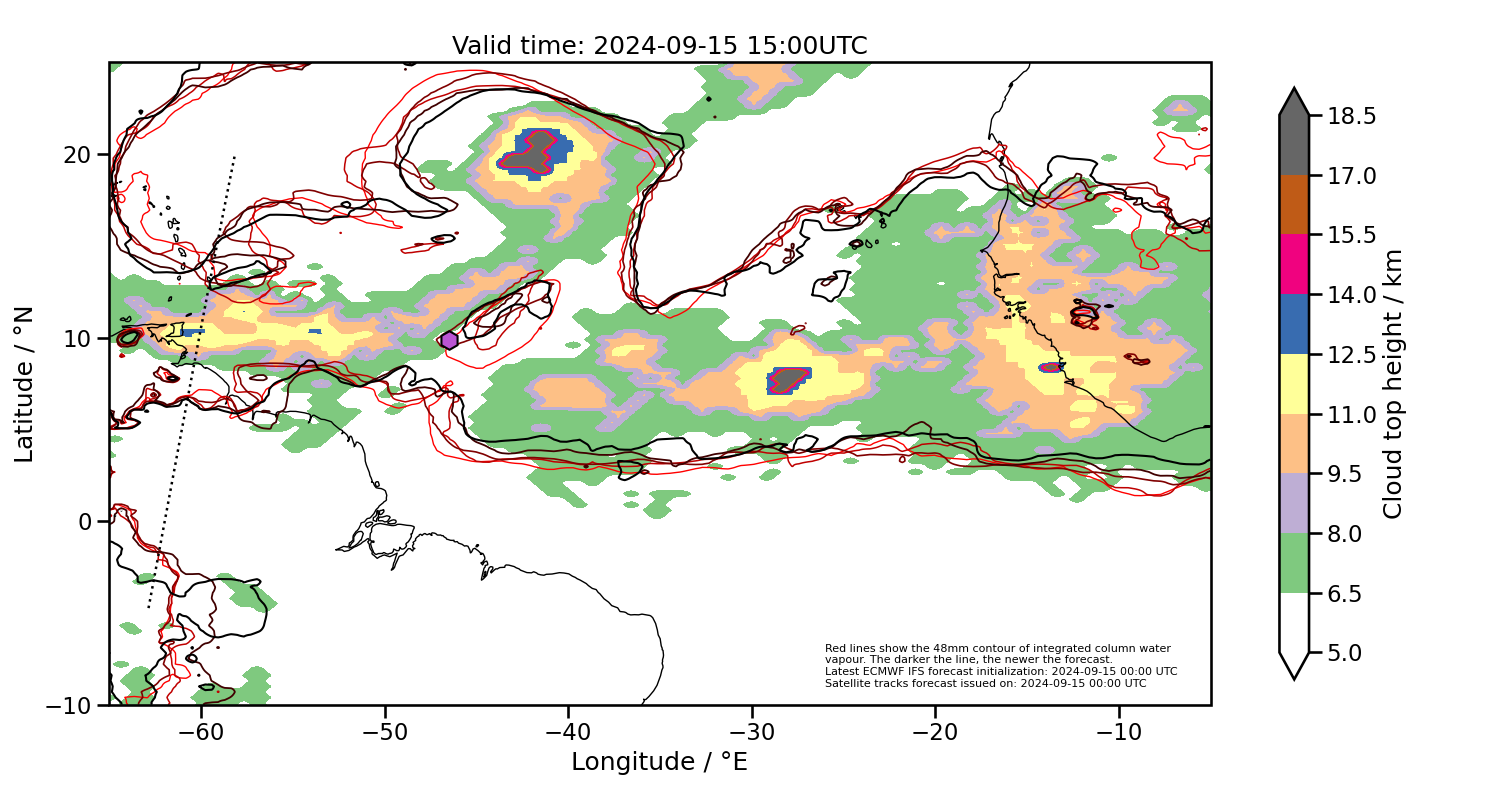 Valid time: 2024-09-15 15:00UTC
20
10
0
−10
−60
−50
−40
−30
−20
−10
Latitude / °N
Longitude / °E
Red lines show the 48mm contour of integrated column water
vapour. The darker the line, the newer the forecast.
Latest ECMWF IFS forecast initialization: 2024-09-15 00:00 UTC
Satellite tracks forecast issued on: 2024-09-15 00:00 UTC
18.5
17.0
15.5
14.0
12.5
11.0
9.5
8.0
6.5
5.0
Cloud top height / km